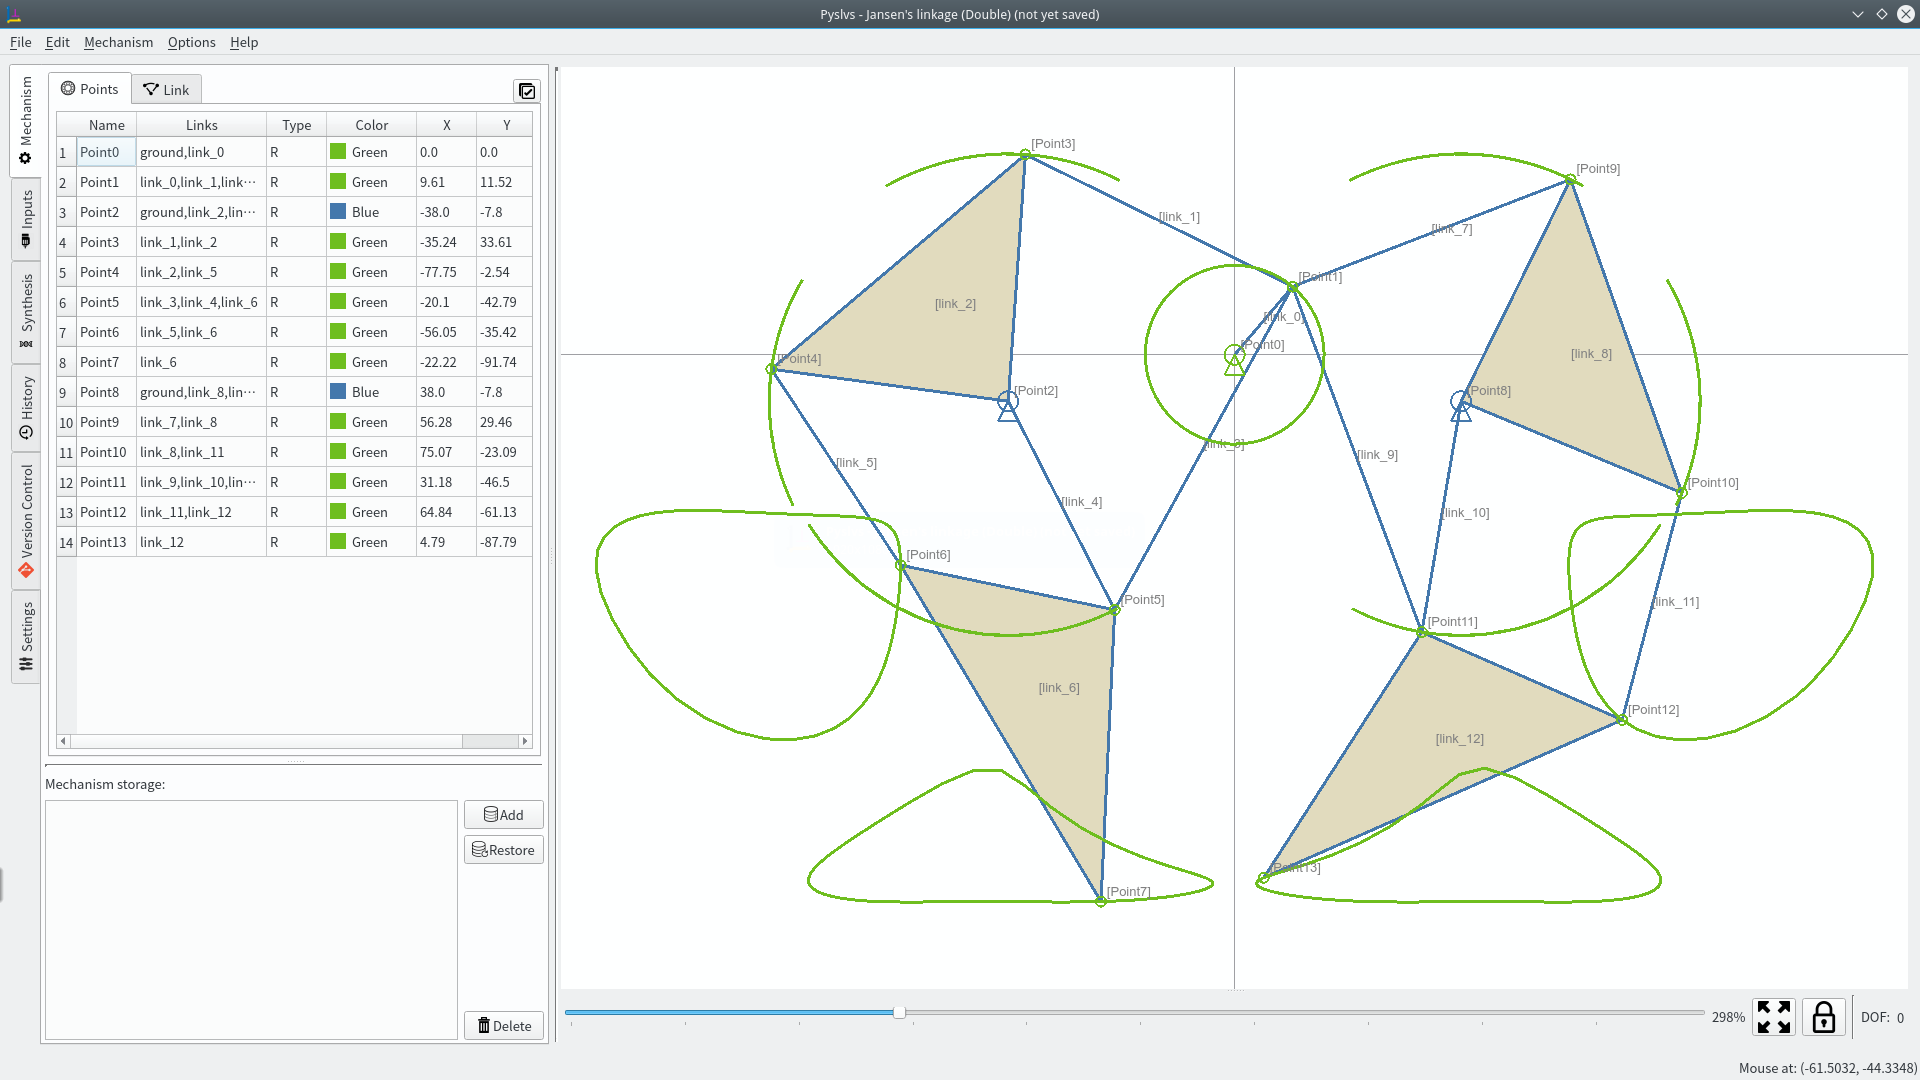 Pyslvs - Jansen's linkage (Double) (not yet saved)
File Edit Mechanism Options Help
Mechanism
Inputs
Synthesis
History
Version Control
Settings
Points Link
Name Links Type Color X Y
1 Point0 ground,link_0 R Green 0.0 0.0
2 Point1 link_0,link_1,link··· R Green 9.61 11.52
3 Point2 ground,link_2,lin··· R Blue -38.0 -7.8
4 Point3 link_1,link_2 R Green -35.24 33.61
5 Point4 link_2,link_5 R Green -77.75 -2.54
6 Point5 link_3,link_4,link_6 R Green -20.1 -42.79
7 Point6 link_5,link_6 R Green -56.05 -35.42
8 Point7 link_6 R Green -22.22 -91.74
9 Point8 ground,link_8,lin··· R Blue 38.0 -7.8
10 Point9 link_7,link_8 R Green 56.28 29.46
11 Point10 link_8,link_11 R Green 75.07 -23.09
12 Point11 link_9,link_10,lin··· R Green 31.18 -46.5
13 Point12 link_11,link_12 R Green 64.84 -61.13
14 Point13 link_12 R Green 4.79 -87.79
Mechanism storage:
Add
Restore
Delete
[Point3]
[Point9]
[link_1]
[link_7]
[Point1]
[link_2]
[link_0]
[Point0]
[link_8]
[Point4]
[Point2]
[Point8]
[link_3]
[link_9]
[link_5]
[Point10]
[link_4]
[link_10]
[Point6]
[Point5]
[link_11]
[Point11]
[link_6]
[Point12]
[link_12]
[Point13]
[Point7]
298%
DOF: 0
Mouse at: (-61.5032, -44.3348)